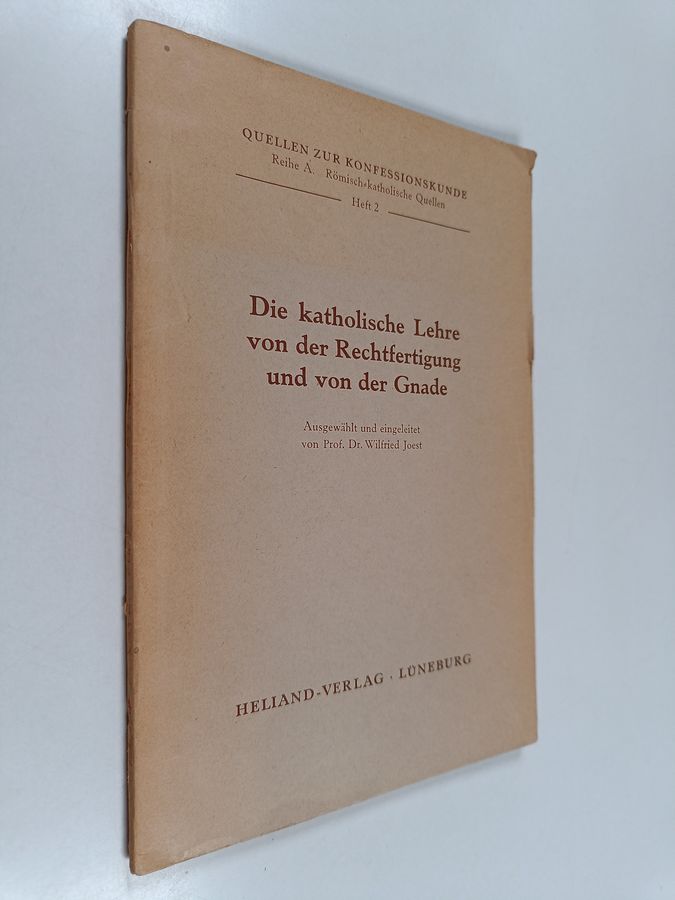 QUELLEN ZUR KONFESSIONSKUNDE
Reihe A. Römisch-katholische Quellen
Heft 2
Die katholische Lehre
von der Rechtfertigung
und von der Gnade
Ausgewählt und eingeleitet
von Prof. Dr. Wilfried Joest
HELIAND-VERLAG · LÜNEBURG